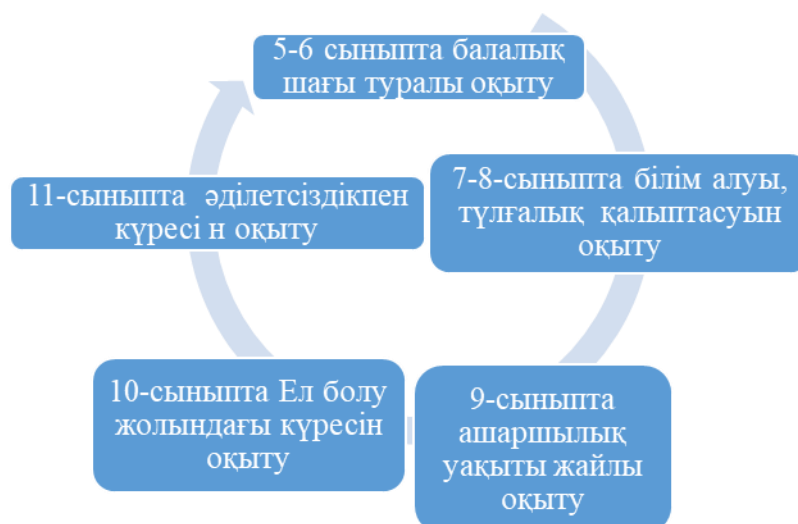 5-6 сыныпта балалық
шағы туралы оқыту
7-8-сыныпта білім алуы,
тұлғалық қалыптасуын
оқыту
9-сыныпта
ашаршылық
уақыты жайлы
оқыту
10-сыныпта Ел болу
жолындағы күресін
оқыту
11-сыныпта әділетсіздікпен
күресі н оқыту